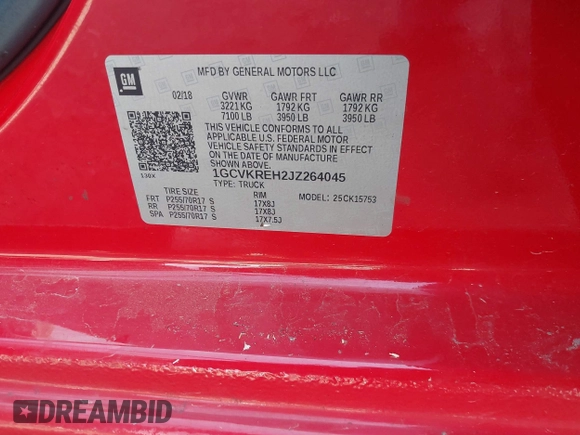 GM
MFD BY GENERAL MOTORS LLC
02/18 GVWR GAWR FRT GAWR RR
3221 KG 1792 KG 1792 KG
7100 LB 3950 LB 3950 LB
THIS VEHICLE CONFORMS TO ALL
APPLICABLE U.S. FEDERAL MOTOR
VEHICLE SAFETY STANDARDS IN EFFECT
ON THE DATE OF MANUFACTURE
SHOWN ABOVE.
1GCVKREH2JZ264045
TYPE: TRUCK MODEL: 25CK15753
TIRE SIZE RIM
FRT P255/70R17 S 17X8J
RR P255/70R17 S 17X8J
SPA P255/70R17 S 17X7.5J
DREAMBID